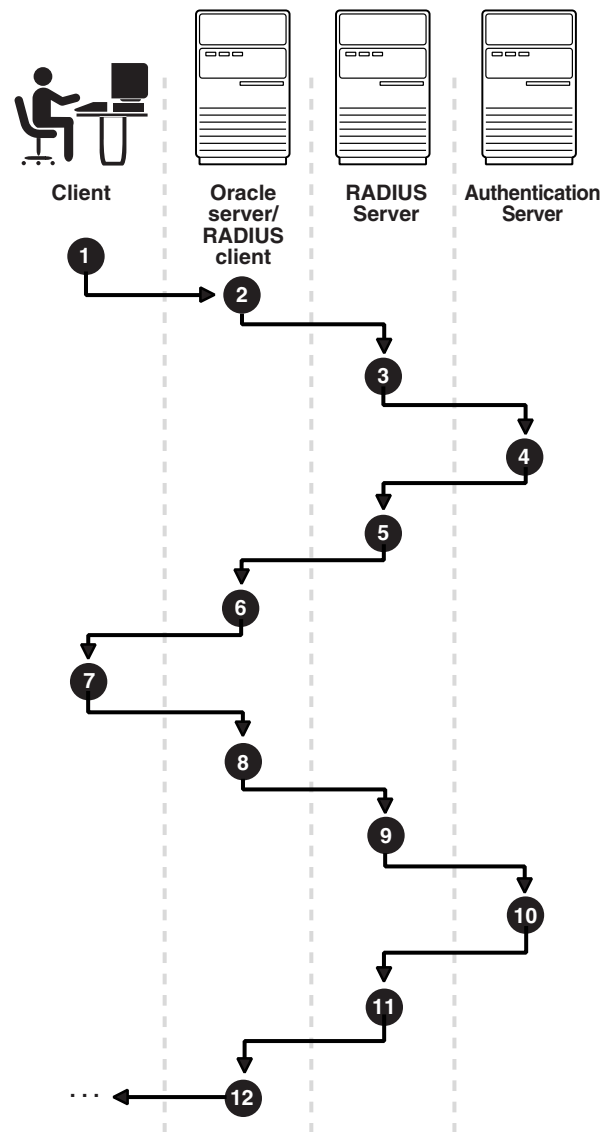 Client
Oracle
server/
RADIUS
client
RADIUS
Server
Authentication
Server
1
2
3
4
5
6
7
8
9
10
11
12
...